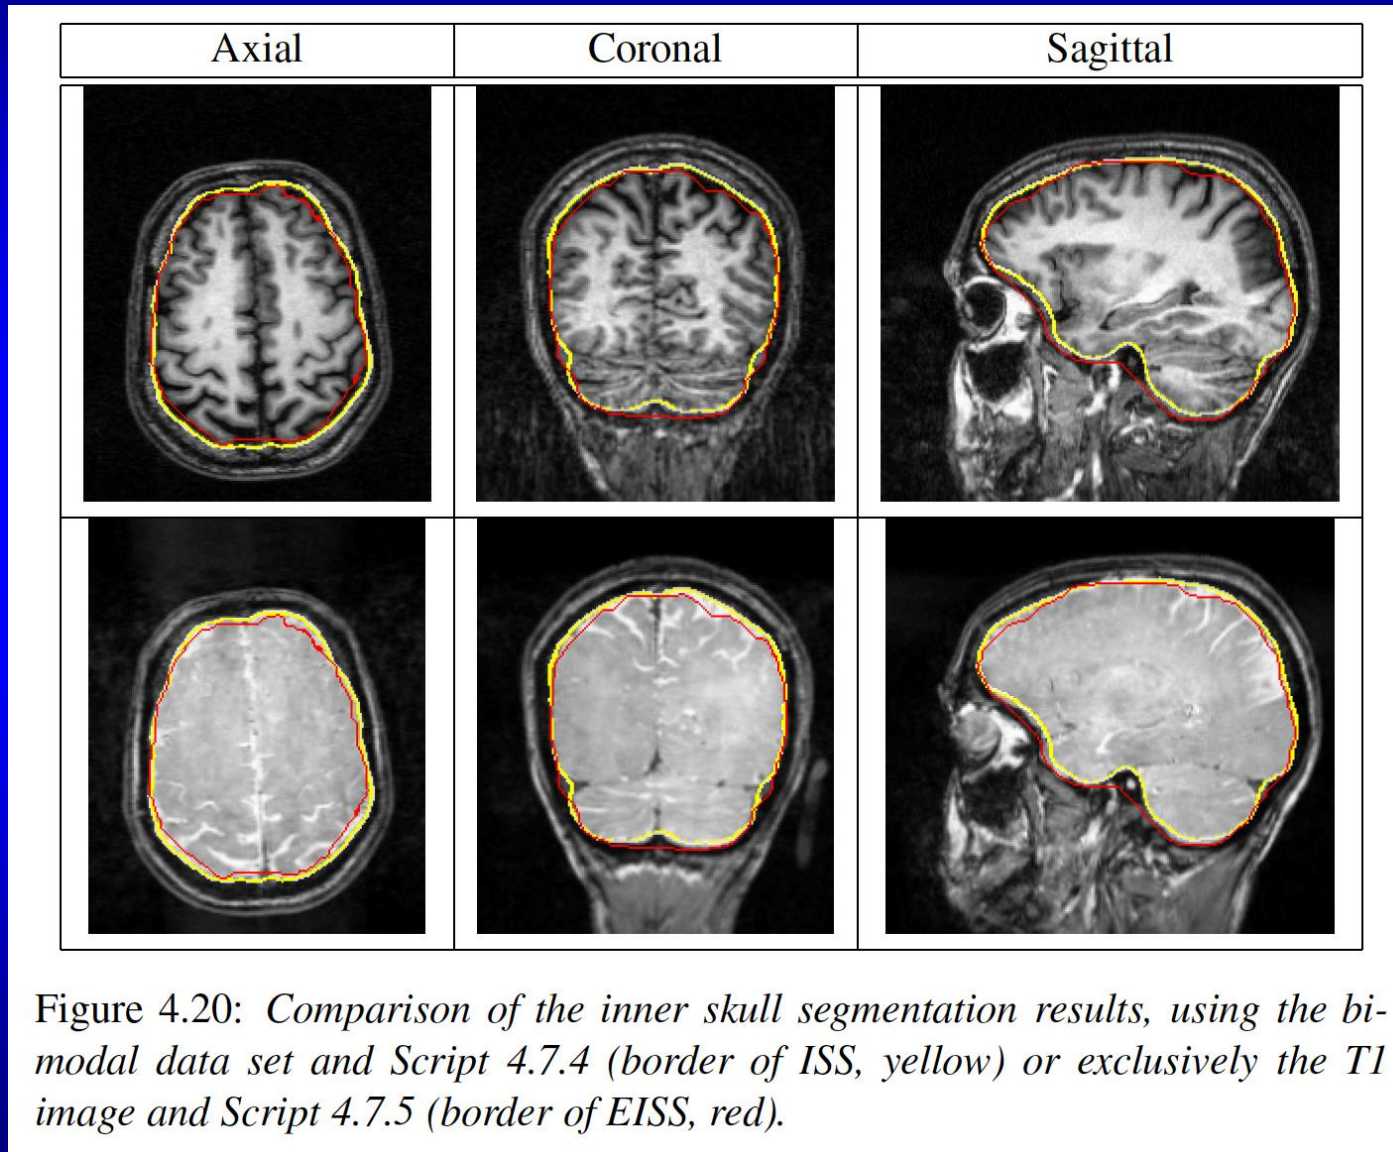 Axial Coronal Sagittal
Figure 4.20: Comparison of the inner skull segmentation results, using the bi-
modal data set and Script 4.7.4 (border of ISS, yellow) or exclusively the T1
image and Script 4.7.5 (border of EISS, red).